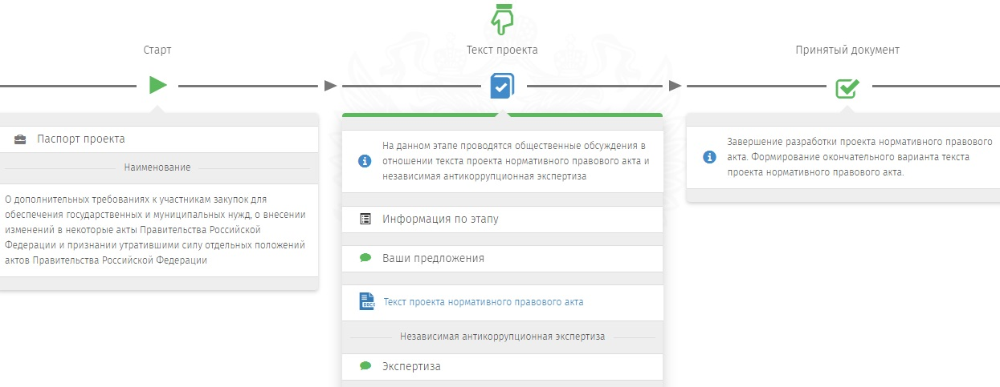 Старт
Паспорт проекта
Наименование
О дополнительных требованиях к участникам закупок для
обеспечения государственных и муниципальных нужд, о внесении
изменений в некоторые акты Правительства Российской
Федерации и признании утратившими силу отдельных положений
актов Правительства Российской Федерации
Текст проекта
На данном этапе проводятся общественные обсуждения в
отношении текста проекта нормативного правового акта и
независимая антикоррупционная экспертиза
Информация по этапу
Ваши предложения
DOCX
Текст проекта нормативного правового акта
Независимая антикоррупционная экспертиза
Экспертиза
Принятый документ
Завершение разработки проекта нормативного правового
акта. Формирование окончательного варианта текста
проекта нормативного правового акта.